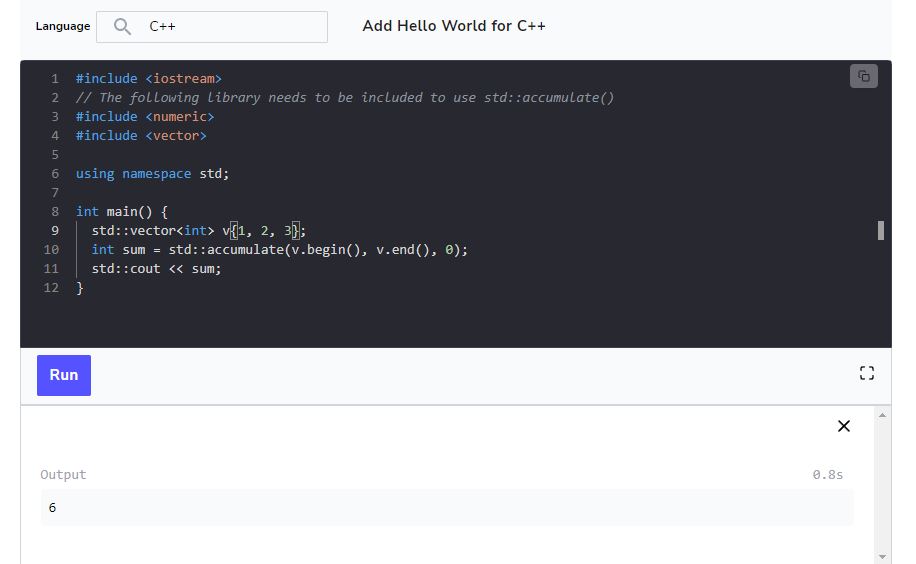 Language C++ Add Hello World for C++
1 #include <iostream>
2 // The following library needs to be included to use std::accumulate()
3 #include <numeric>
4 #include <vector>
5
6 using namespace std;
7
8 int main() {
9 std::vector<int> v{1, 2, 3};
10 int sum = std::accumulate(v.begin(), v.end(), 0);
11 std::cout << sum;
12 }
Run
Output 0.8s
6